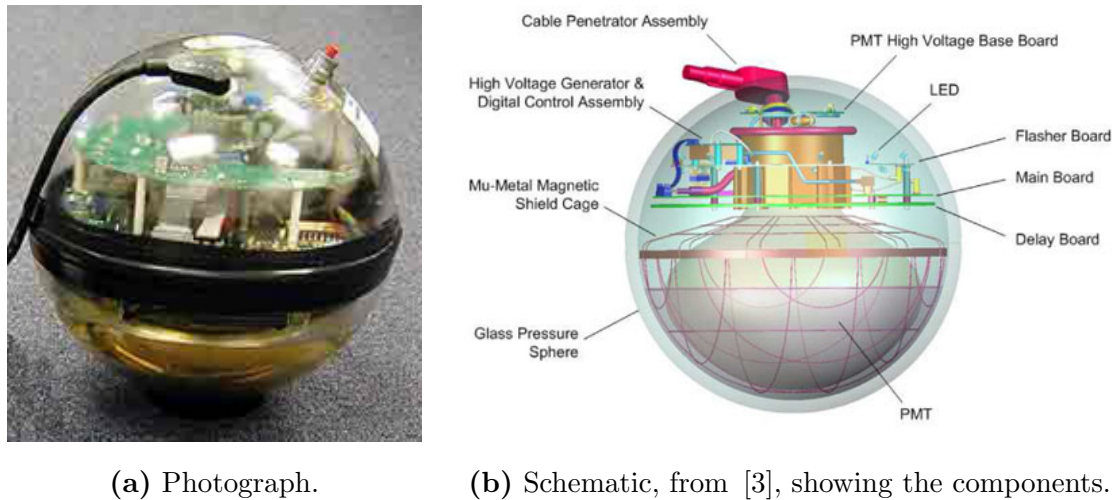 Cable Penetrator Assembly
PMT High Voltage Base Board
High Voltage Generator &
Digital Control Assembly
LED
Flasher Board
Mu-Metal Magnetic
Shield Cage
Main Board
Delay Board
Glass Pressure
Sphere
PMT
(a) Photograph.
(b) Schematic, from [3], showing the components.